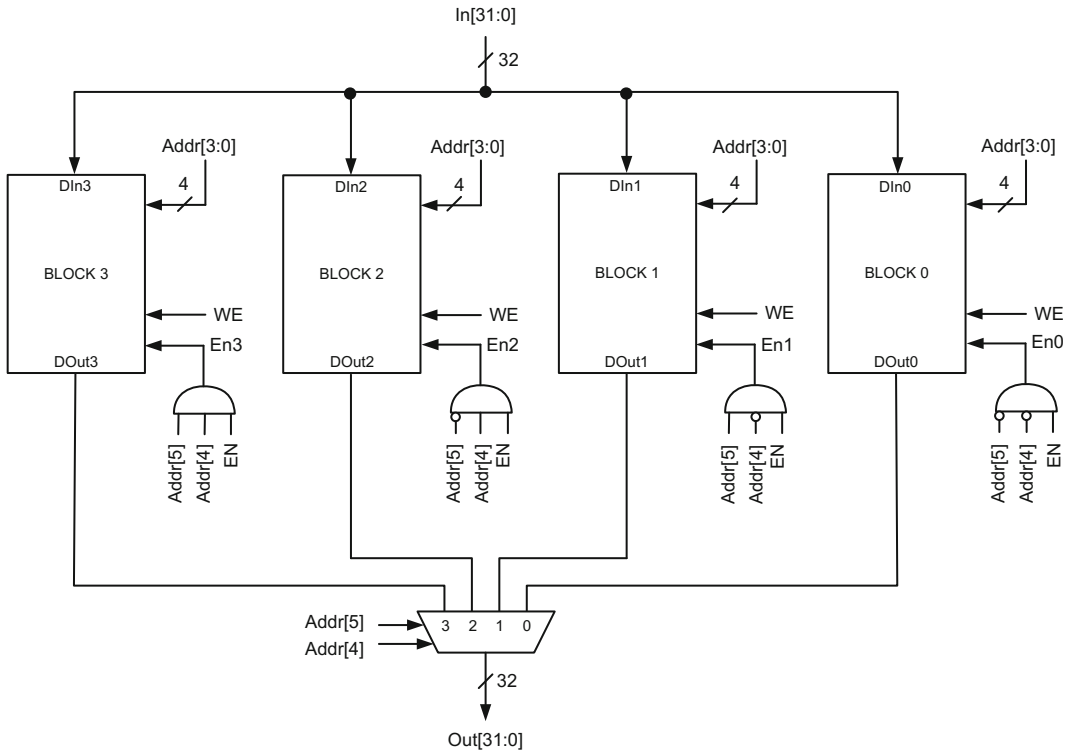 In[31:0]
32
Addr[3:0]
Addr[3:0]
Addr[3:0]
Addr[3:0]
DIn3
4
DIn2
4
DIn1
4
DIn0
4
BLOCK 3
BLOCK 2
BLOCK 1
BLOCK 0
WE
WE
WE
WE
En3
En2
En1
En0
DOut3
DOut2
DOut1
DOut0
Addr[5]
Addr[4]
EN
Addr[5]
Addr[4]
EN
Addr[5]
Addr[4]
EN
Addr[5]
Addr[4]
EN
Addr[5]
Addr[4]
3 2 1 0
32
Out[31:0]